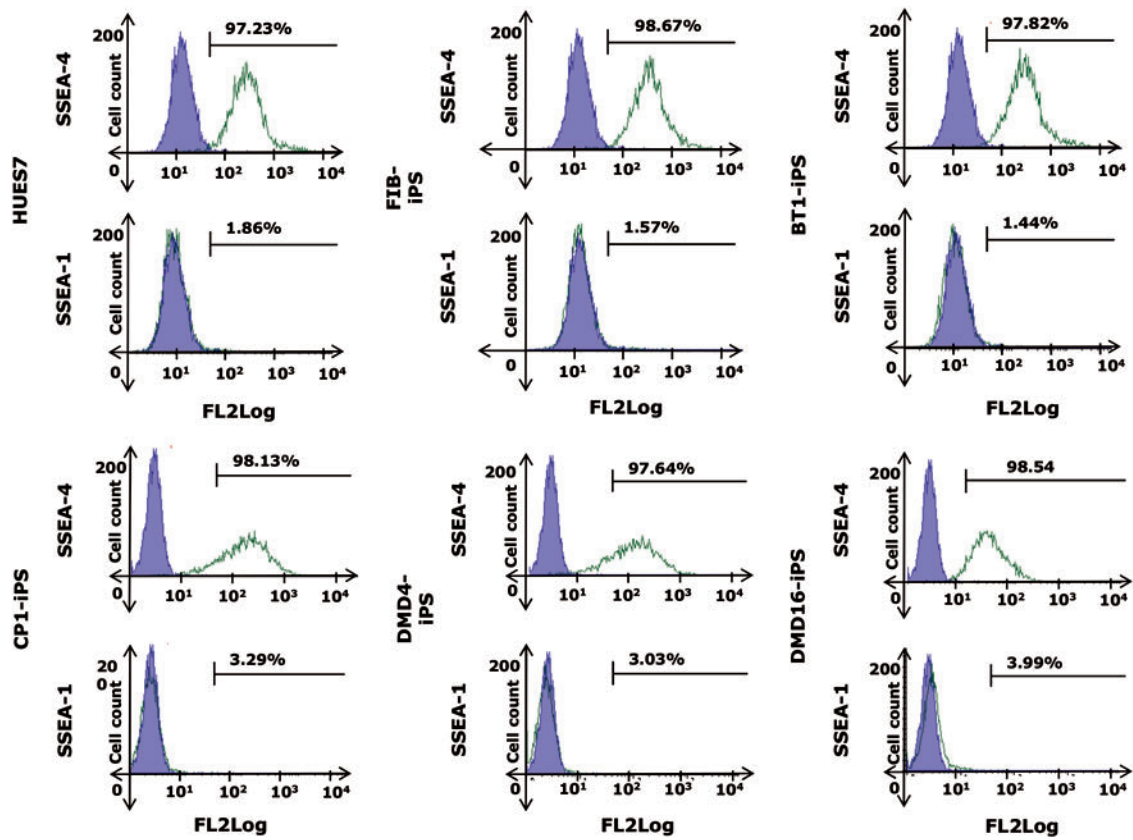 HUES7
SSEA-4
Cell count
200
0
97.23%
10¹ 10² 10³ 10⁴
SSEA-1
Cell count
200
0
1.86%
10¹ 10² 10³ 10⁴
FL2Log
FIB-
iPS
SSEA-4
Cell count
200
0
98.67%
10¹ 10² 10³ 10⁴
SSEA-1
Cell count
200
0
1.57%
10¹ 10² 10³ 10⁴
FL2Log
BT1-iPS
SSEA-4
Cell count
200
0
97.82%
10¹ 10² 10³ 10⁴
SSEA-1
Cell count
200
0
1.44%
10¹ 10² 10³ 10⁴
FL2Log
CP1-iPS
SSEA-4
Cell count
200
0
98.13%
10¹ 10² 10³ 10⁴
SSEA-1
Cell count
20
0
0
3.29%
10¹ 10² 10³ 10⁴
FL2Log
DMD4-
iPS
SSEA-4
Cell count
200
0
97.64%
10¹ 10² 10³ 10⁴
SSEA-1
Cell count
200
0
3.03%
10¹ 10² 10³ 10⁴
FL2Log
DMD16-iPS
SSEA-4
Cell count
200
0
98.54
10¹ 10² 10³ 10⁴
SSEA-1
Cell count
200
0
3.99%
10¹ 10² 10³ 10⁴
FL2Log